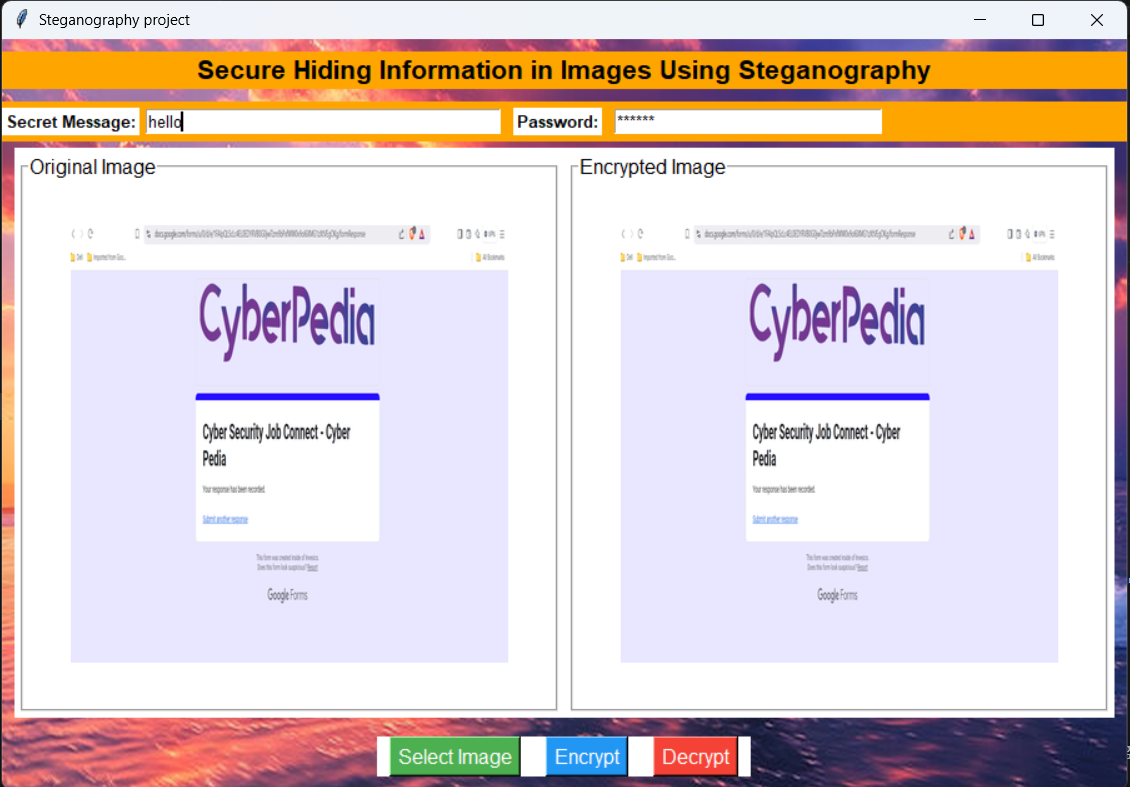 Steganography project
Secure Hiding Information in Images Using Steganography
Secret Message: hello Password: ******
Original Image
All Bookmarks
CyberPedia
Cyber Security Job Connect - Cyber
Pedia
Your response has been recorded.
Submit another response
This form was created inside of
Does this form look suspicious? Report
Google Forms
Encrypted Image
All Bookmarks
CyberPedia
Cyber Security Job Connect - Cyber
Pedia
Your response has been recorded.
Submit another response
This form was created inside of
Does this form look suspicious? Report
Google Forms
Select Image Encrypt Decrypt